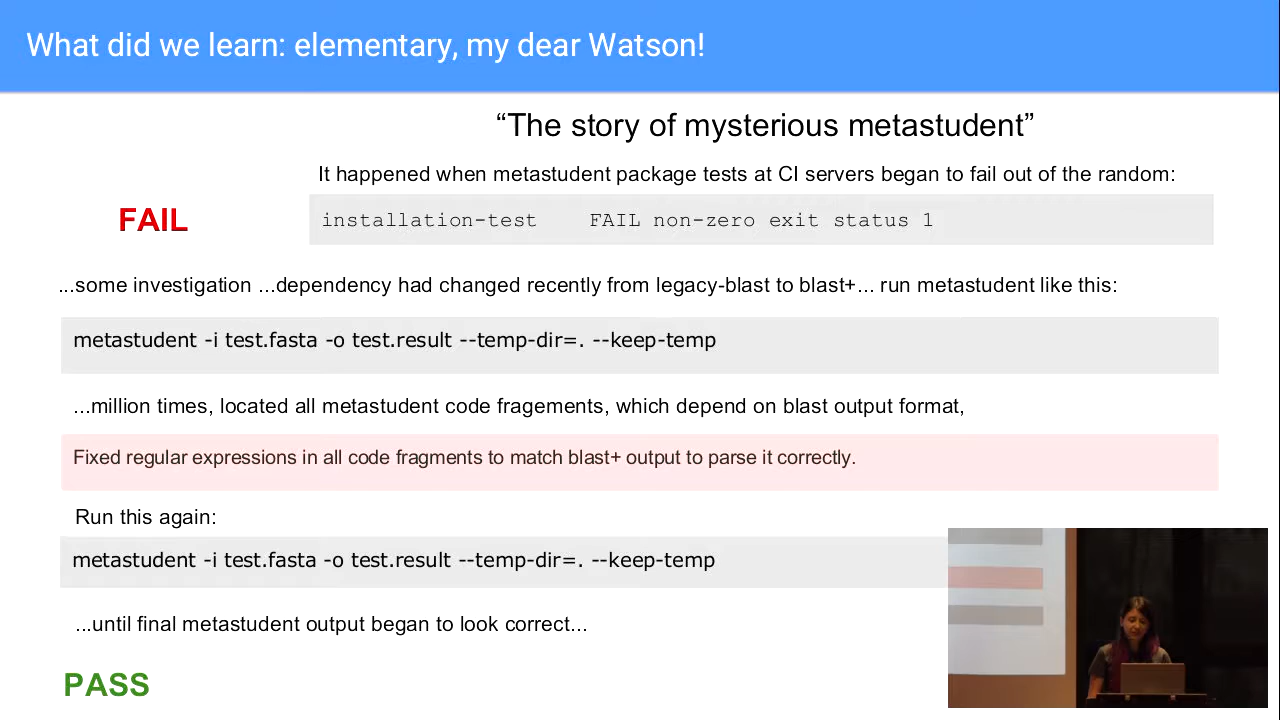 What did we learn: elementary, my dear Watson!
“The story of mysterious metastudent”
It happened when metastudent package tests at CI servers began to fail out of the random:
FAIL
installation-test FAIL non-zero exit status 1
...some investigation ...dependency had changed recently from legacy-blast to blast+... run metastudent like this:
metastudent -i test.fasta -o test.result --temp-dir=. --keep-temp
...million times, located all metastudent code fragements, which depend on blast output format,
Fixed regular expressions in all code fragments to match blast+ output to parse it correctly.
Run this again:
metastudent -i test.fasta -o test.result --temp-dir=. --keep-temp
...until final metastudent output began to look correct...
PASS